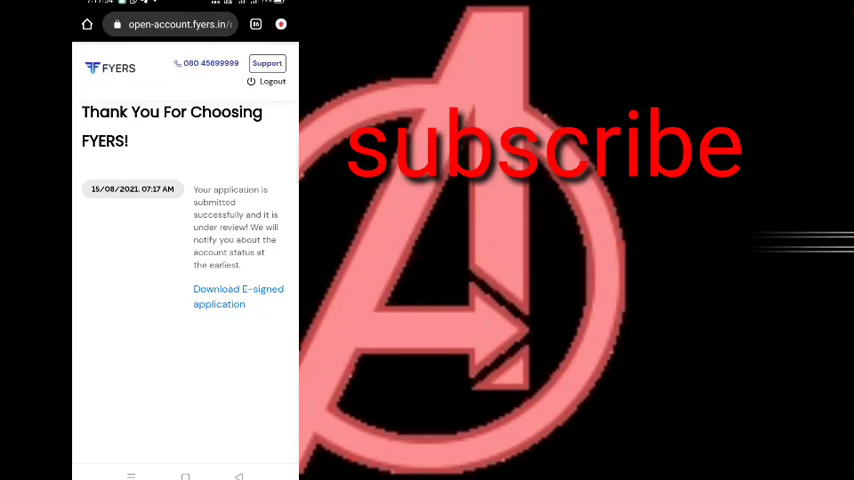 open-account.fyers.in/
FYERS
080 45699999
Support
Logout
Thank You For Choosing
FYERS!
15/08/2021, 07:17 AM
Your application is
submitted
successfully and it is
under review! We will
notify you about the
account status at
the earliest.
Download E-signed
application
subscribe